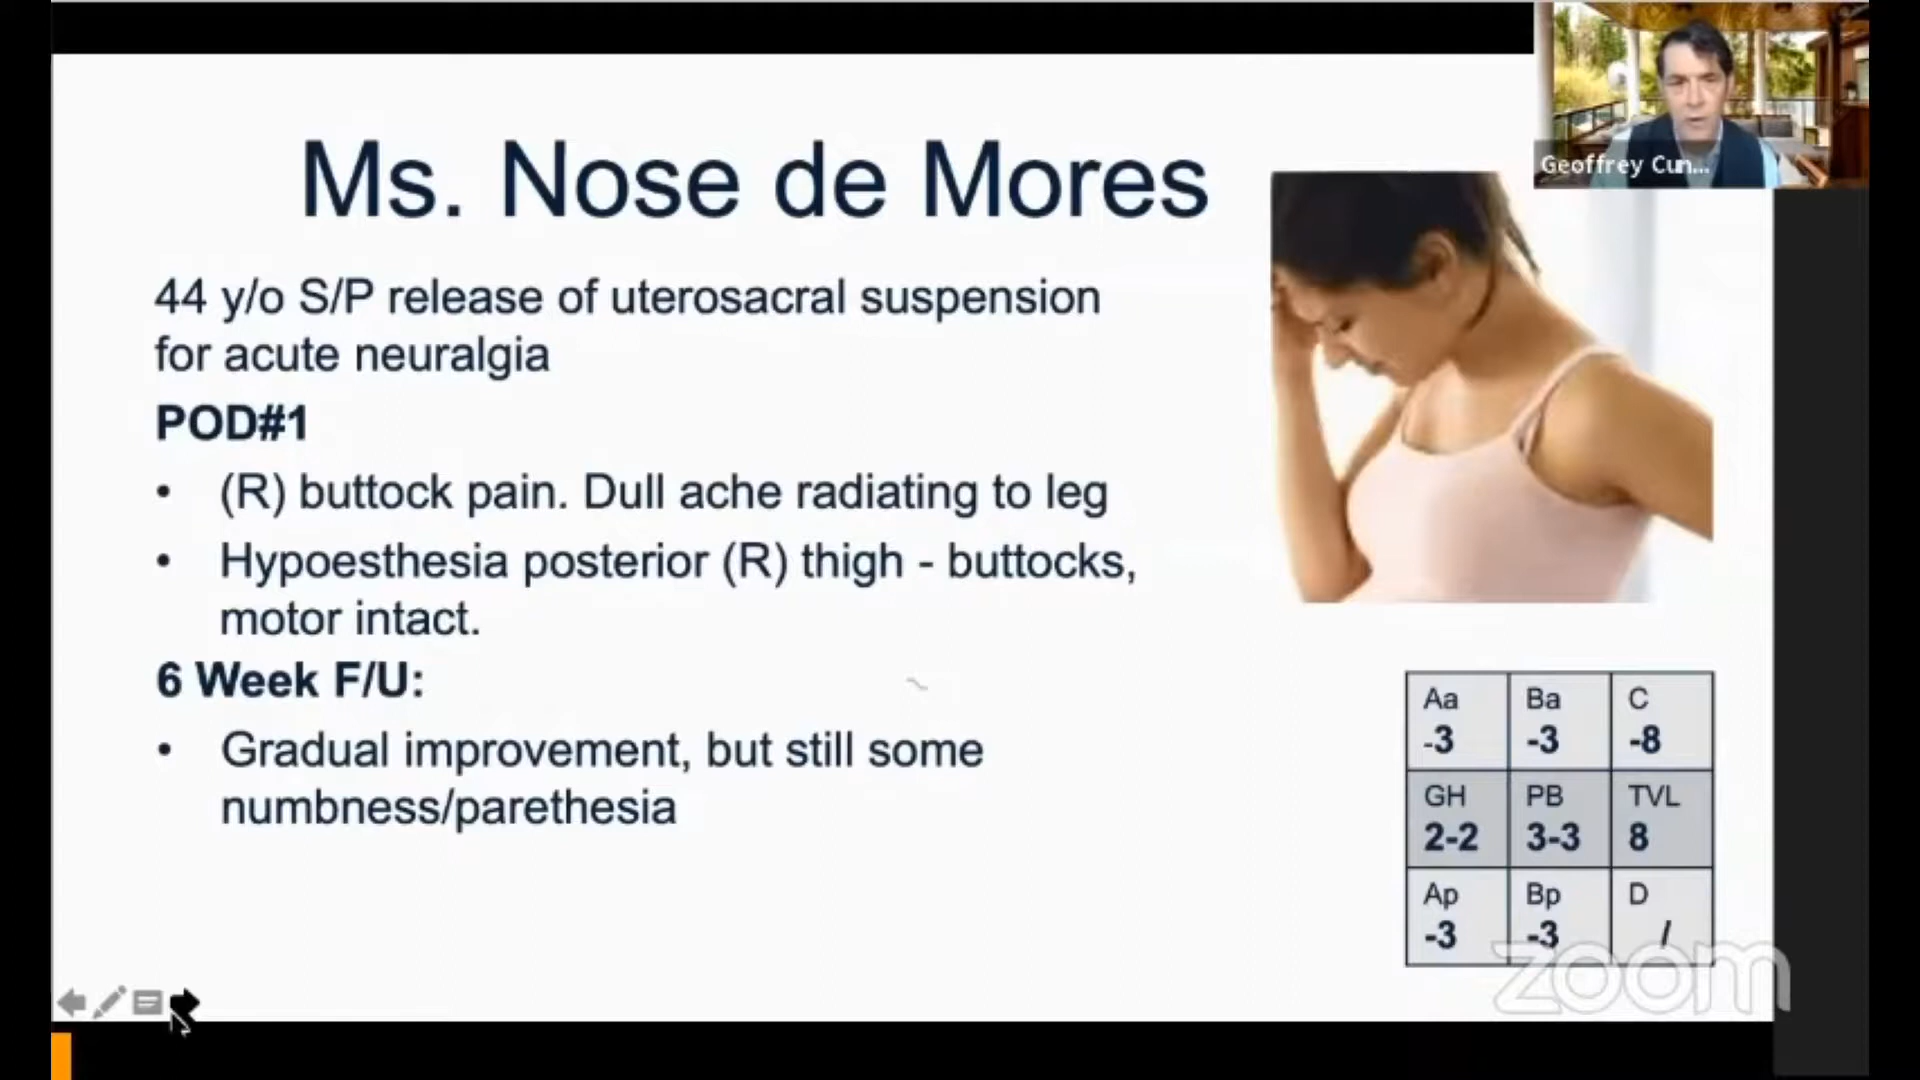 Geoffrey Cun...
Ms. Nose de Mores
44 y/o S/P release of uterosacral suspension
for acute neuralgia
POD#1
• (R) buttock pain. Dull ache radiating to leg
• Hypoesthesia posterior (R) thigh - buttocks,
motor intact.
6 Week F/U:
• Gradual improvement, but still some
numbness/parethesia
Aa Ba C
-3 -3 -8
GH PB TVL
2-2 3-3 8
Ap Bp D
-3 -3 /
zoom